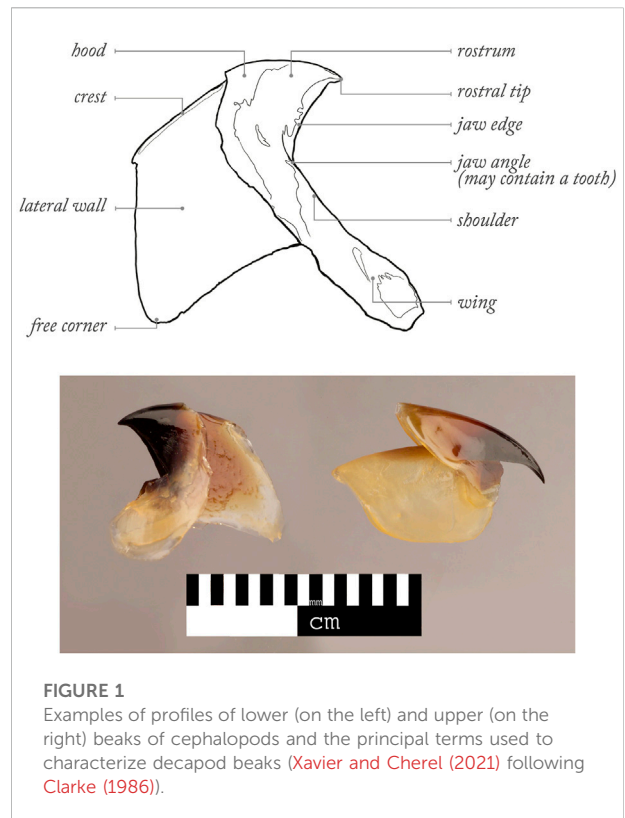 hood
rostrum
crest
rostral tip
jaw edge
jaw angle
(may contain a tooth)
lateral wall
shoulder
wing
free corner
mm
cm
FIGURE 1
Examples of profiles of lower (on the left) and upper (on the
right) beaks of cephalopods and the principal terms used to
characterize decapod beaks (Xavier and Cherel (2021) following
Clarke (1986)).